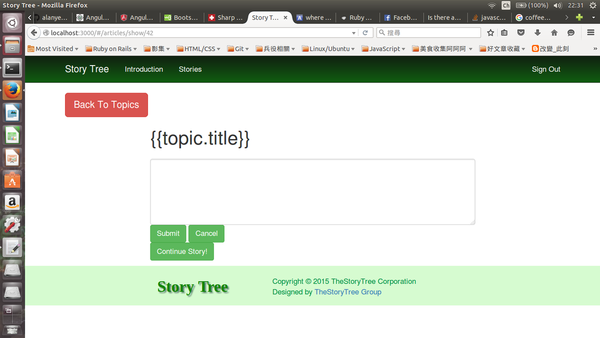 Story Tree - Mozilla Firefox
(100%) 22:31
alanye... Angul... Angul... Boots... Sharp ... Story T... where ... Ruby ... Faceb... Is there a... javasc... coffee...
localhost:3000/#/articles/show/42
搜尋
Most Visited Ruby on Rails 影集 HTML/CSS Git 兵役相關 Linux/Ubuntu JavaScript 美食收集呵呵呵 好文章收藏 改變_此刻
Story Tree Introduction Stories Sign Out
Back To Topics
{{topic.title}}
Submit Cancel
Continue Story!
Story Tree
Copyright © 2015 TheStoryTree Corporation
Designed by TheStoryTree Group